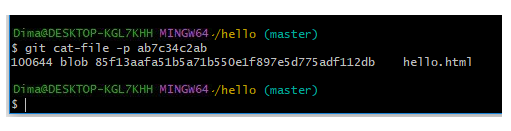 Dima@DESKTOP-KGL7KHH MINGW64 /hello (master)
$ git cat-file -p ab7c34c2ab
100644 blob 85f13aafa51b5a71b550e1f897e5d775adf112db    hello.html
Dima@DESKTOP-KGL7KHH MINGW64 /hello (master)
$